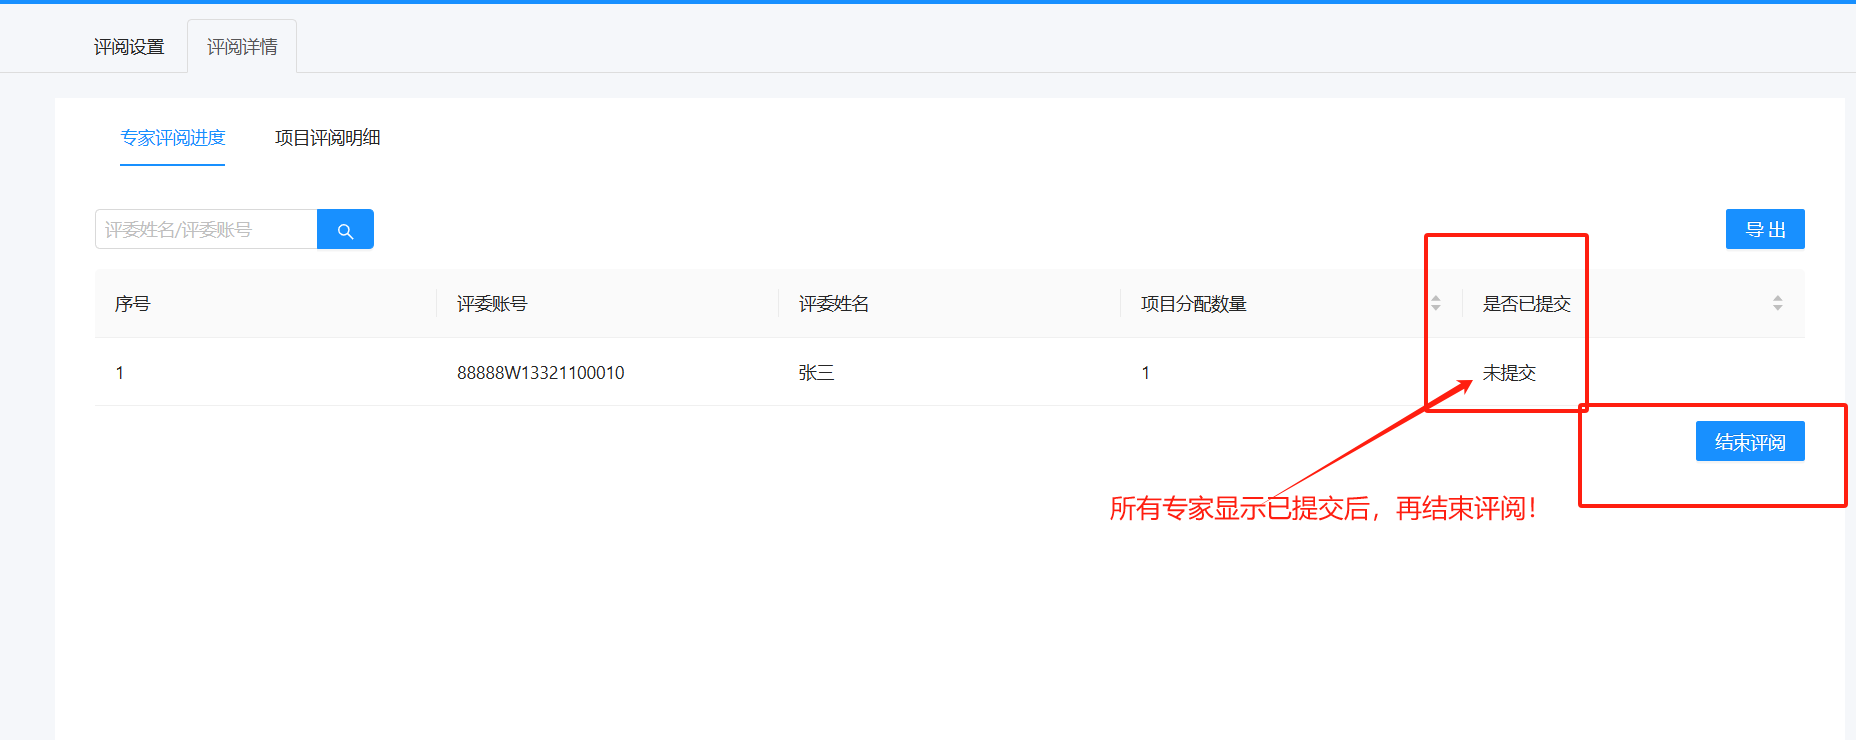 评阅设置 评阅详情
专家评阅进度 项目评阅明细
评委姓名/评委账号 导出
序号 评委账号 评委姓名 项目分配数量 是否已提交
1 88888W13321100010 张三 1 未提交
结束评阅
所有专家显示已提交后，再结束评阅！